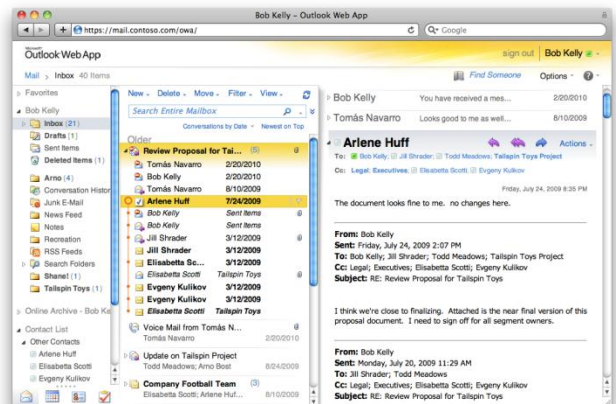 Bob Kelly – Outlook Web App
https://mail.contoso.com/owa/
Google
Microsoft
Outlook Web App
sign out Bob Kelly
Mail > Inbox 40 Items
Find Someone Options
Favorites
Bob Kelly
Inbox (21)
Drafts [1]
Sent Items
Deleted Items (1)
Arno (4)
Conversation Histor
Junk E-Mail
News Feed
Notes
Recreation
RSS Feeds
Search Folders
Shanet (1)
Tailspin Toys (1)
Online Archive - Bob Ke
Contact List
Other Contacts
Arlene Huff
Elisabetta Scotti
Evgeny Kulikov
New Delete Move Filter View
Search Entire Mailbox
Conversations by Date Newest on Top
Older
Review Proposal for Tai... (5)
Tomás Navarro 2/20/2010
Bob Kelly 2/20/2010
Tomás Navarro 8/10/2009
Arlene Huff 7/24/2009
Bob Kelly Sent Items
Bob Kelly Sent Items
Jill Shrader 3/12/2009
Jill Shrader 3/12/2009
Elisabetta Sc... 3/12/2009
Elisabetta Scotti Tailspin Toys
Evgeny Kulikov 3/12/2009
Evgeny Kulikov 3/12/2009
Elisabetta Scotti Tailspin Toys
Voice Mail from Tomás N...
Tomás Navarro 2/20/2010
Update on Tailspin Project
Todd Meadows; Arno Bost 8/24/2009
Company Football Team (3)
Elisabetta Scotti; Arlene Huf... 8/10/2009
Bob Kelly You have received a mes... 2/20/2010
Tomás Navarro Looks good to me as well... 8/10/2009
Arlene Huff Actions
To: Bob Kelly; Jill Shrader; Todd Meadows; Tailspin Toys Project
Cc: Legal; Executives; Elisabetta Scotti; Evgeny Kulikov
Friday, July 24, 2009 8:35 PM
The document looks fine to me. no changes here.
From: Bob Kelly
Sent: Friday, July 24, 2009 2:07 PM
To: Bob Kelly; Jill Shrader; Todd Meadows; Tailspin Toys Project
Cc: Legal; Executives; Elisabetta Scotti; Evgeny Kulikov
Subject: RE: Review Proposal for Tailspin Toys
I think we're close to finalizing. Attached is the near final version of this
proposal document. I need to sign off for all segment owners.
From: Bob Kelly
Sent: Monday, July 20, 2009 11:29 AM
To: Jill Shrader; Todd Meadows
Cc: Legal; Executives; Elisabetta Scotti; Evgeny Kulikov
Subject: RE: Review Proposal for Tailspin Toys